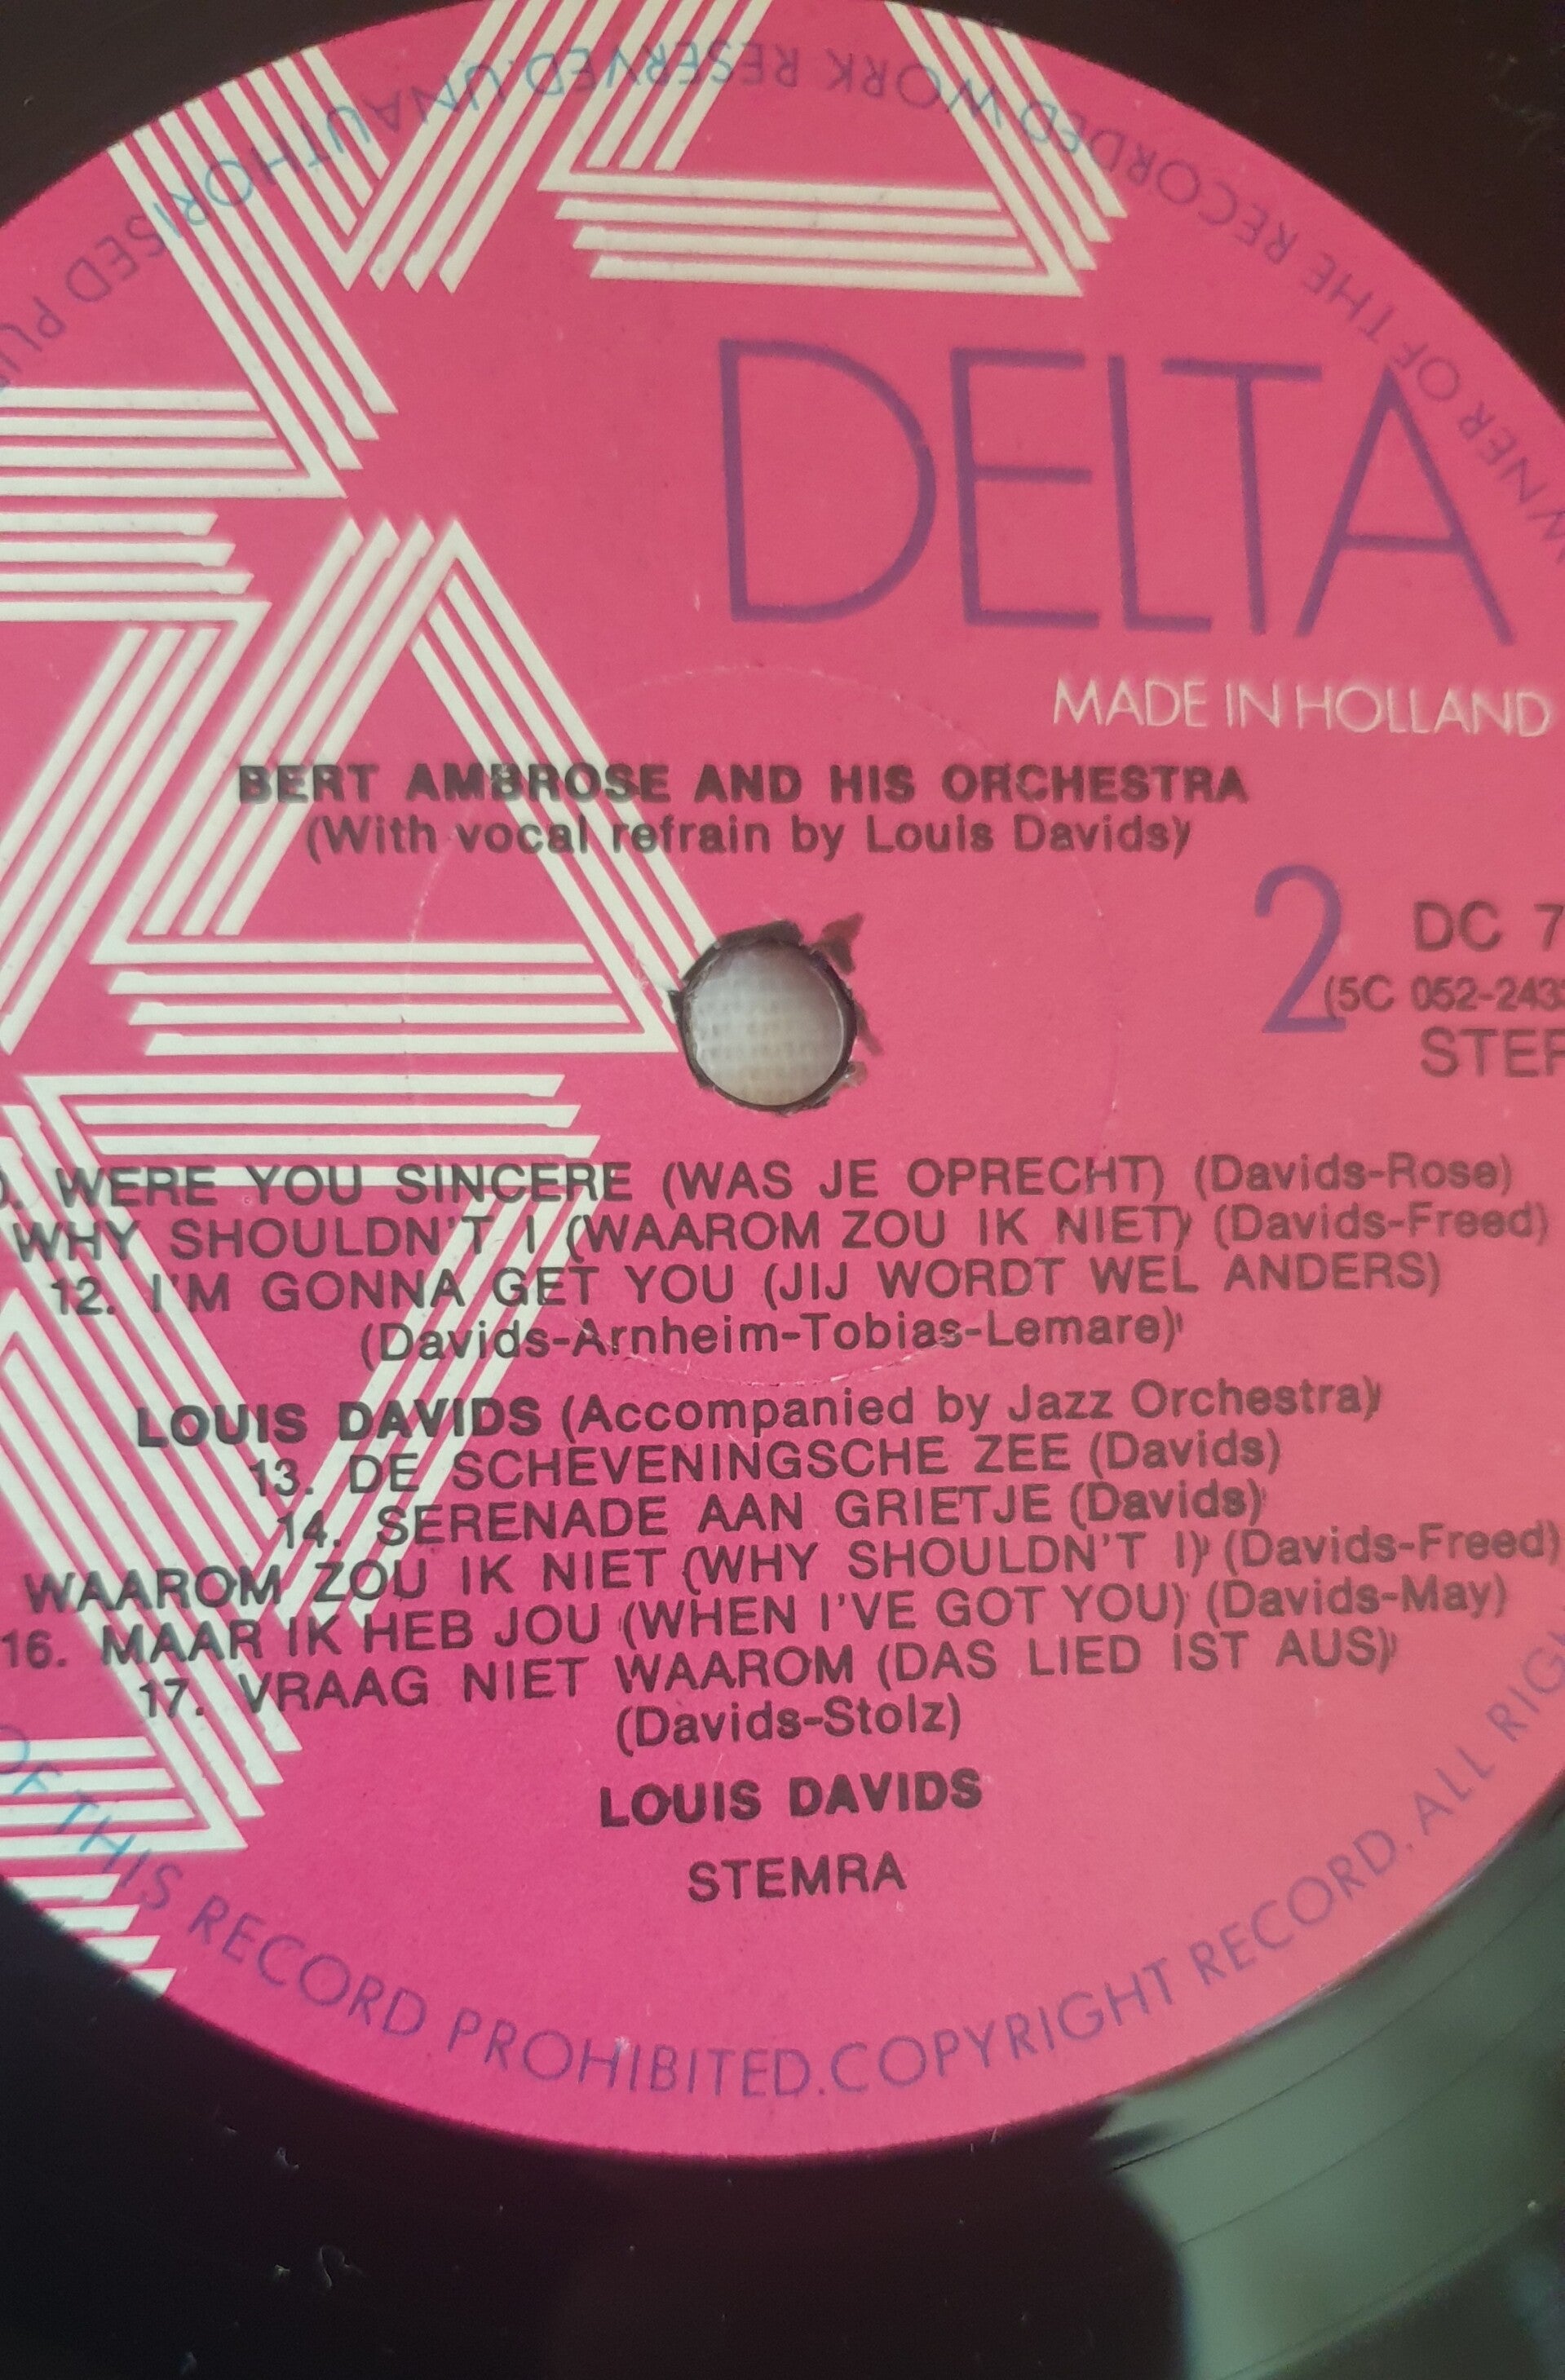 DELTA
MADE IN HOLLAND
BERT AMBROSE AND HIS ORCHESTRA
(With vocal refrain by Louis Davids)
2
DC 7
(5C 052-243
STER
. WERE YOU SINCERE (WAS JE OPRECHT) (Davids-Rose)
WHY SHOULDN'T I (WAAROM ZOU IK NIET) (Davids-Freed)
12. I'M GONNA GET YOU (JIJ WORDT WEL ANDERS)
(Davids-Arnheim-Tobias-Lemare)
LOUIS DAVIDS (Accompanied by Jazz Orchestra)
13. DE SCHEVENINGSCHE ZEE (Davids)
14. SERENADE AAN GRIETJE (Davids)
WAAROM ZOU IK NIET (WHY SHOULDN'T I) (Davids-Freed)
16. MAAR IK HEB JOU (WHEN I'VE GOT YOU) (Davids-May)
17. VRAAG NIET WAAROM (DAS LIED IST AUS)
(Davids-Stolz)
LOUIS DAVIDS
STEMRA
OF THIS RECORD PROHIBITED. COPYRIGHT RECORD. ALL RIGH
WNER OF THE RECORDED WORK RESERVED. UNAUTHORISED PU